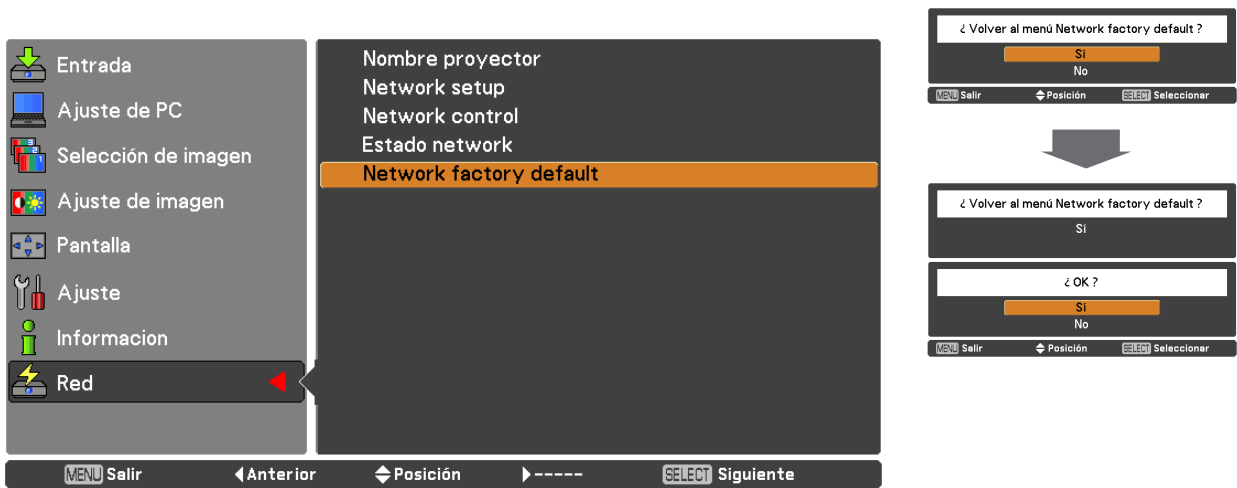 Entrada
Ajuste de PC
Selección de imagen
Ajuste de imagen
Pantalla
Ajuste
Informacion
Red
Nombre proyector
Network setup
Network control
Estado network
Network factory default
MENU Salir Anterior Posición ----- SELECT Siguiente
¿ Volver al menú Network factory default ?
Sí
No
MENU Salir Posición SELECT Seleccionar
¿ Volver al menú Network factory default ?
Sí
¿ OK ?
Sí
No
MENU Salir Posición SELECT Seleccionar